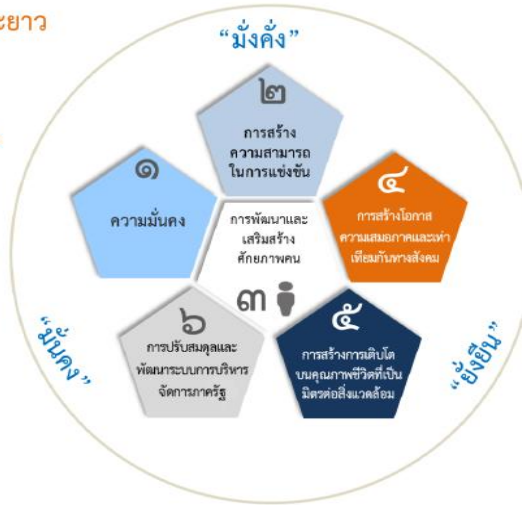 “มั่งคั่ง”
๒
การสร้าง
ความสามารถ
ในการแข่งขัน
๑
ความมั่นคง
การพัฒนาและ
เสริมสร้าง
ศักยภาพคน
๓
๔
การสร้างโอกาส
ความเสมอภาคและเท่า
เทียมกันทางสังคม
๖
การปรับสมดุลและ
พัฒนาระบบการบริหาร
จัดการภาครัฐ
๕
การสร้างการเติบโต
บนคุณภาพชีวิตที่เป็น
มิตรต่อสิ่งแวดล้อม
“มั่นคง”
“ยั่งยืน”